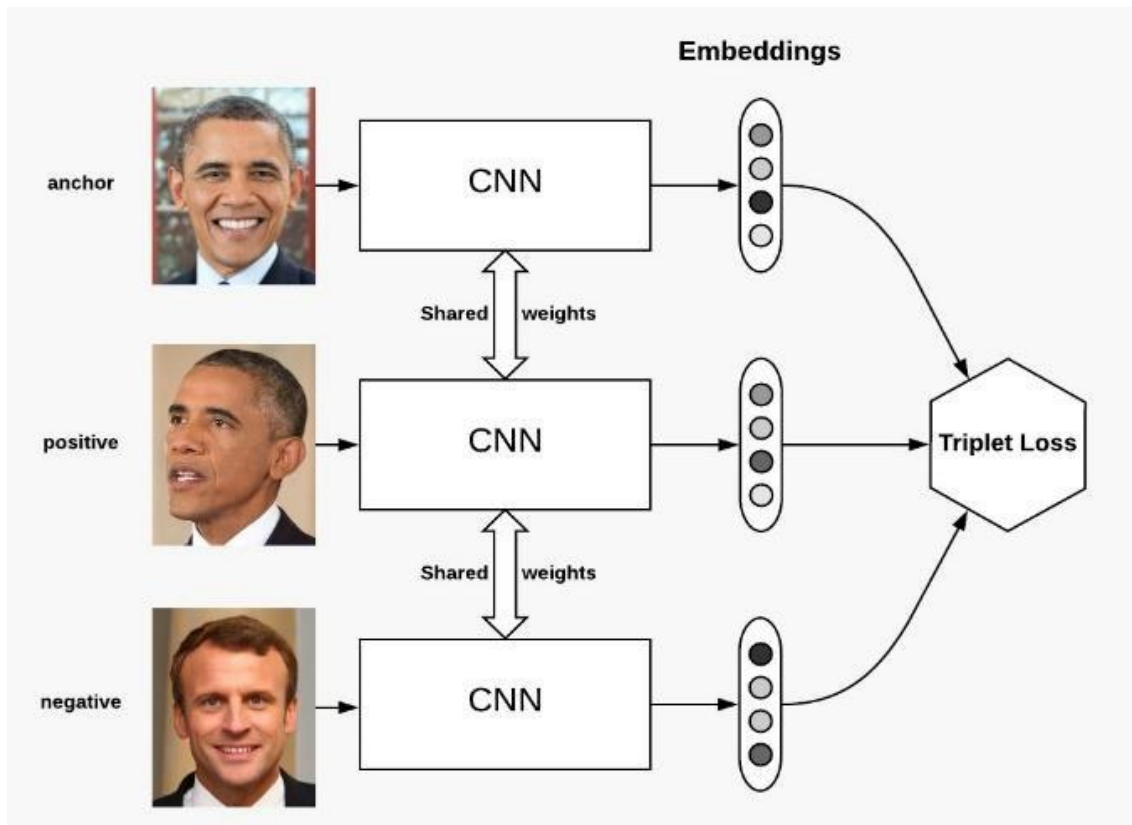 Embeddings
anchor
CNN
Shared weights
positive
CNN
Triplet Loss
Shared weights
negative
CNN